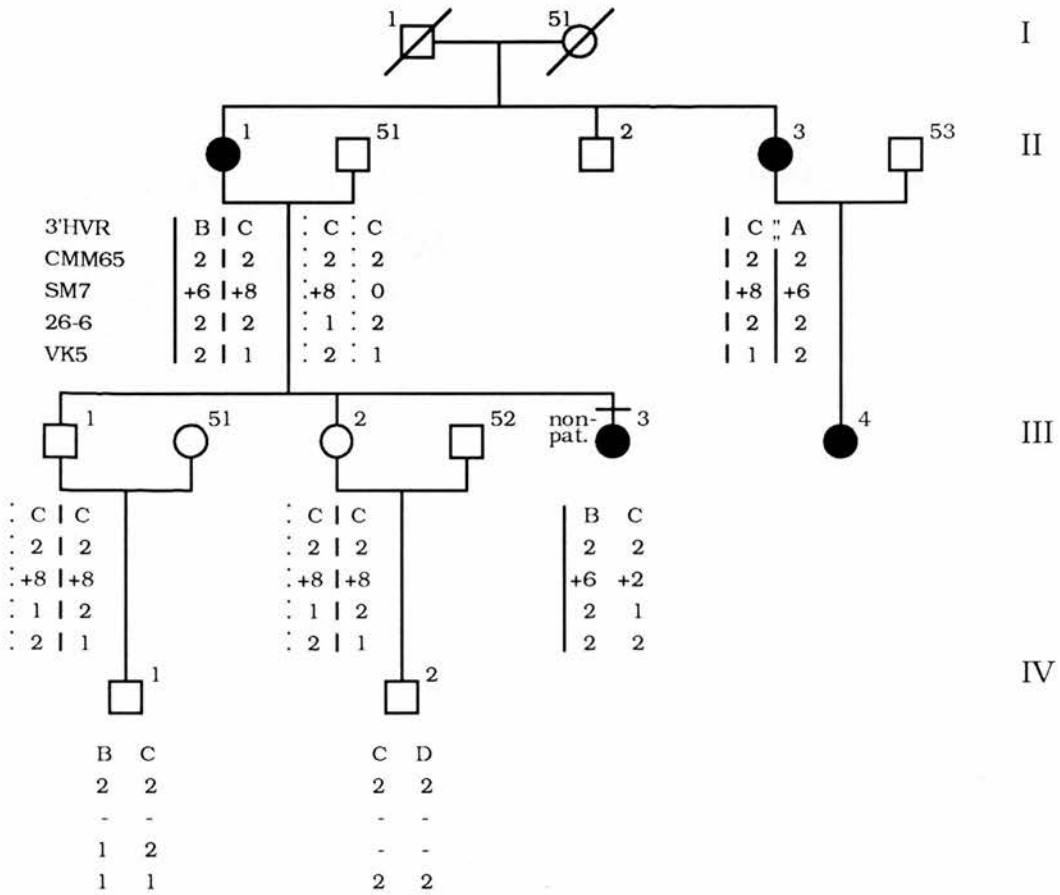 1 51 I
1 51 2 3 53 II
3'HVR B C C C C " A
CMM65 2 2 2 2 2 " 2
SM7 +6 +8 +8 0 +8 +6
26-6 2 2 1 2 2 2
VK5 2 1 2 1 1 2
1 51 2 52 non- 3 4 III
pat.
C C C C B C
2 2 2 2 2 2
+8 +8 +8 +8 +6 +2
1 2 1 2 2 1
2 1 2 1 2 2
1 2 IV
B C C D
2 2 2 2
- - - -
1 2 - -
1 1 2 2